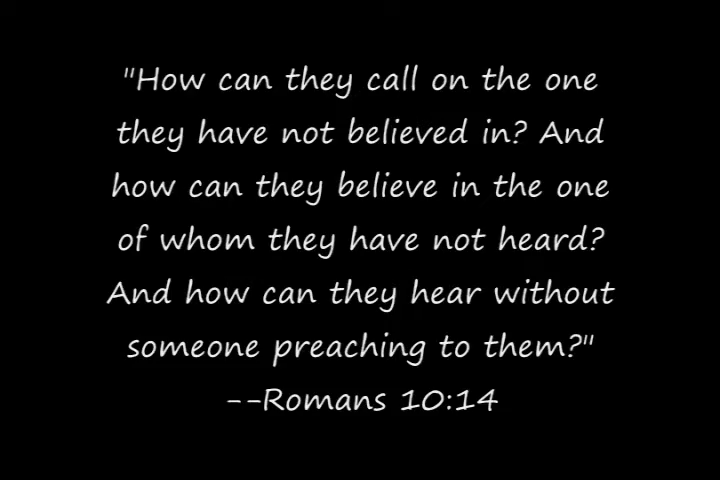 "How can they call on the one
they have not believed in? And
how can they believe in the one
of whom they have not heard?
And how can they hear without
someone preaching to them?"
--Romans 10:14